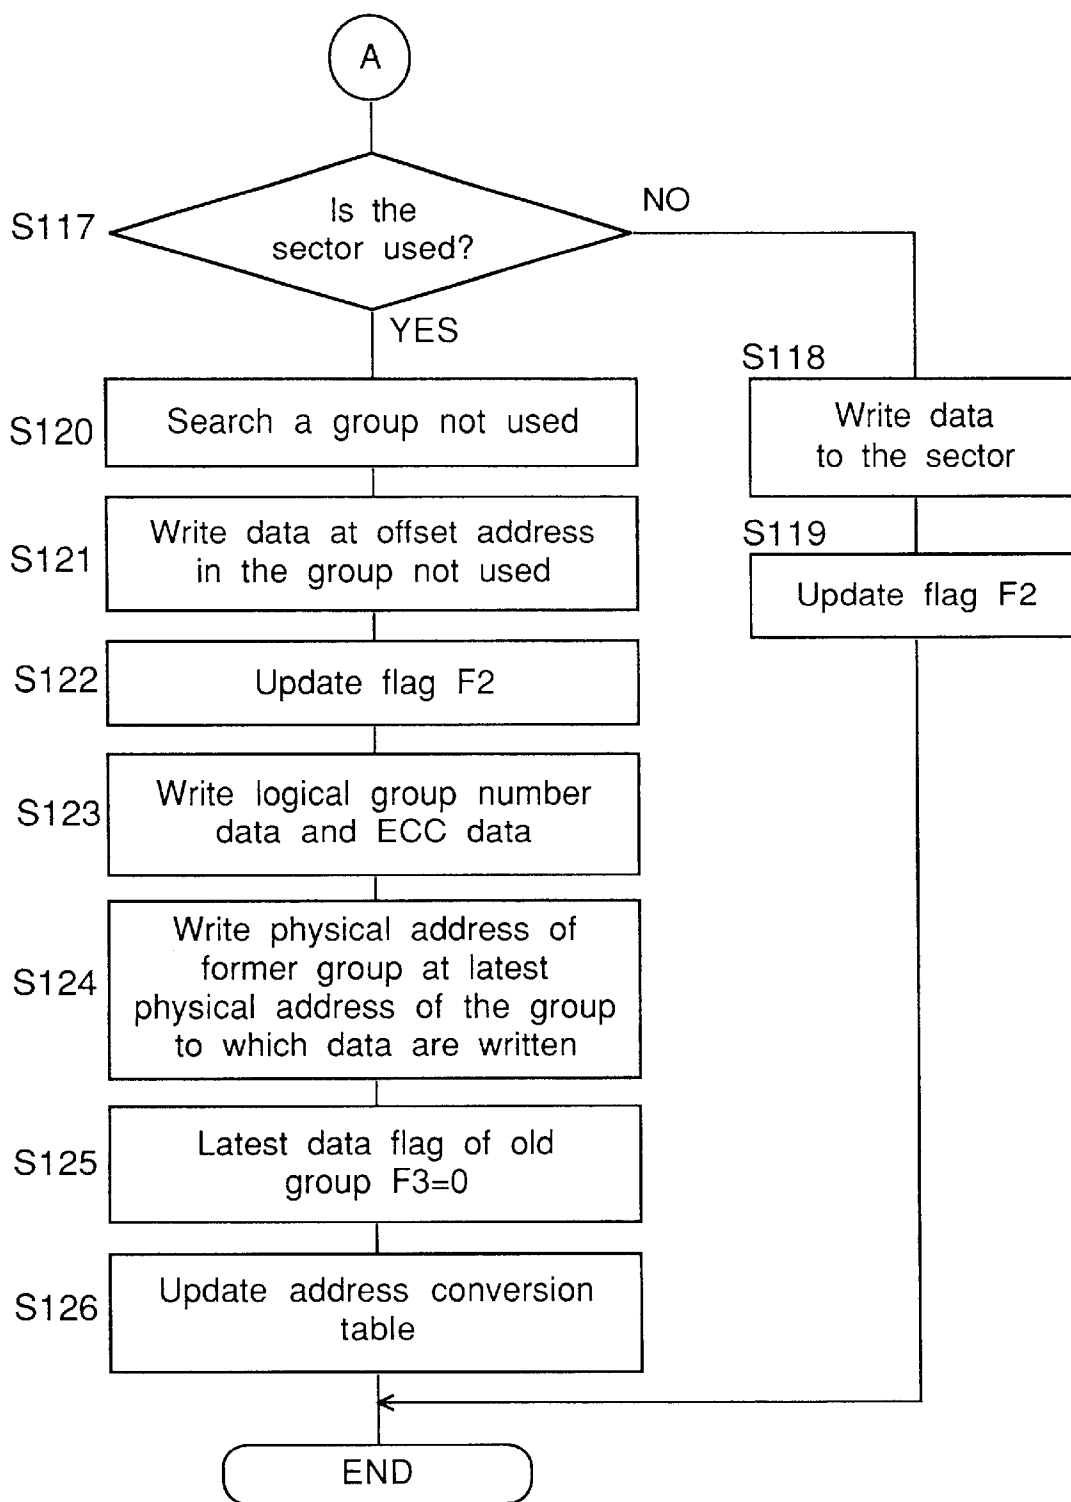 A
S117
Is the
sector used?
NO
YES
S118
Write data
to the sector
S120
Search a group not used
S119
Update flag F2
S121
Write data at offset address
in the group not used
S122
Update flag F2
S123
Write logical group number
data and ECC data
S124
Write physical address of
former group at latest
physical address of the group
to which data are written
S125
Latest data flag of old
group F3=0
S126
Update address conversion
table
END